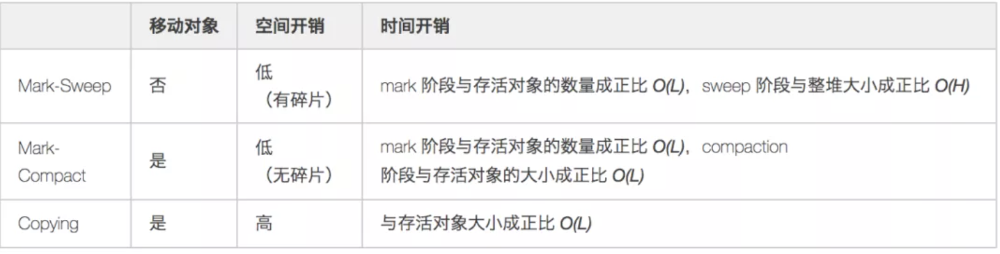 移动对象 空间开销 时间开销
Mark-Sweep 否 低
（有碎片） mark 阶段与存活对象的数量成正比 O(L)，sweep 阶段与整堆大小成正比 O(H)
Mark-
Compact 是 低
（无碎片） mark 阶段与存活对象的数量成正比 O(L)，compaction
阶段与存活对象的大小成正比 O(L)
Copying 是 高 与存活对象大小成正比 O(L)